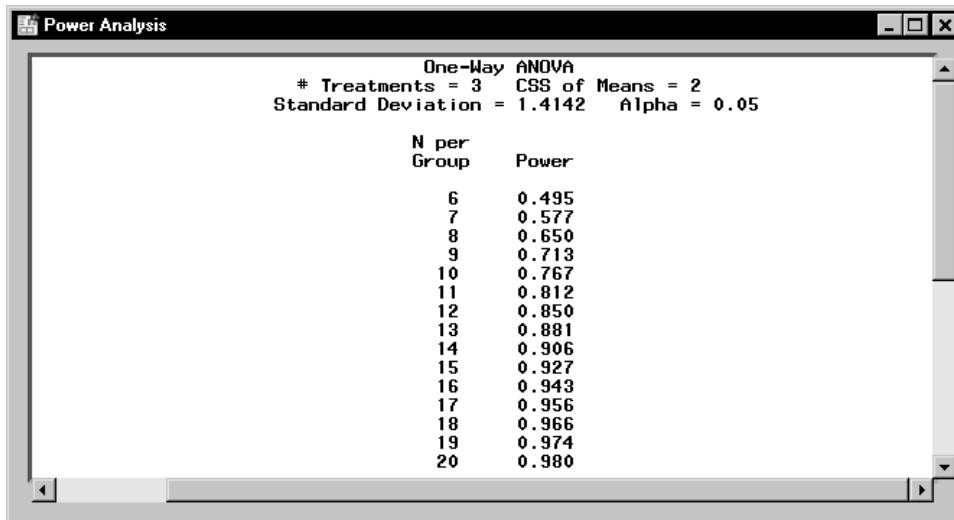 Power Analysis
One-Way ANOVA
# Treatments = 3 CSS of Means = 2
Standard Deviation = 1.4142 Alpha = 0.05
N per
Group Power
6 0.495
7 0.577
8 0.650
9 0.713
10 0.767
11 0.812
12 0.850
13 0.881
14 0.906
15 0.927
16 0.943
17 0.956
18 0.966
19 0.974
20 0.980